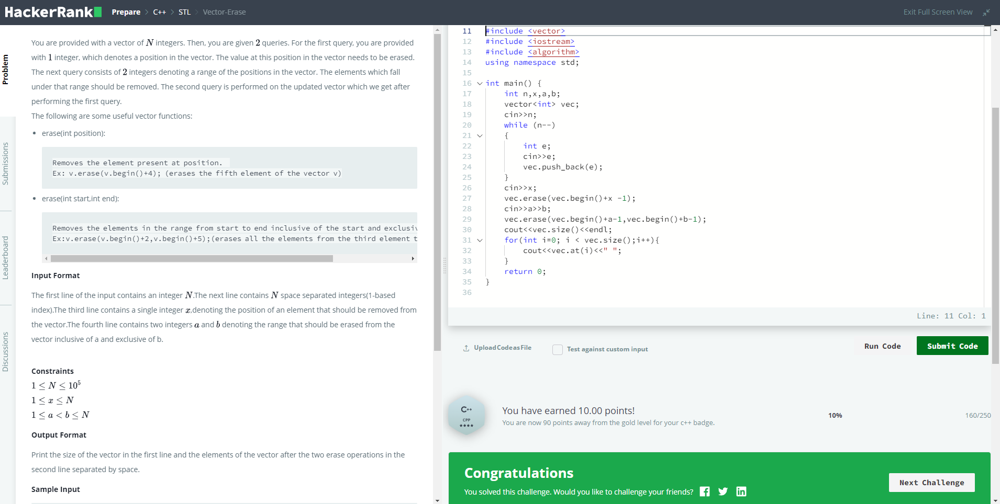 HackerRank
Prepare > C++ > STL > Vector-Erase
Exit Full Screen View
Problem
Submissions
Leaderboard
Discussions
You are provided with a vector of N integers. Then, you are given 2 queries. For the first query, you are provided
with 1 integer, which denotes a position in the vector. The value at this position in the vector needs to be erased.
The next query consists of 2 integers denoting a range of the positions in the vector. The elements which fall
under that range should be removed. The second query is performed on the updated vector which we get after
performing the first query.
The following are some useful vector functions:
• erase(int position):
Removes the element present at position.
Ex: v.erase(v.begin()+4); (erases the fifth element of the vector v)
• erase(int start,int end):
Removes the elements in the range from start to end inclusive of the start and exclusiv
Ex:v.erase(v.begin()+2,v.begin()+5);(erases all the elements from the third element t
Input Format
The first line of the input contains an integer N.The next line contains N space separated integers(1-based
index).The third line contains a single integer x,denoting the position of an element that should be removed from
the vector.The fourth line contains two integers a and b denoting the range that should be erased from the
vector inclusive of a and exclusive of b.
Constraints
1 ≤ N ≤ 10⁵
1 ≤ x ≤ N
1 ≤ a < b ≤ N
Output Format
Print the size of the vector in the first line and the elements of the vector after the two erase operations in the
second line separated by space.
Sample Input
11 #include <vector>
12 #include <iostream>
13 #include <algorithm>
14 using namespace std;
15
16 int main() {
17 int n,x,a,b;
18 vector<int> vec;
19 cin>>n;
20 while (n--)
21 {
22 int e;
23 cin>>e;
24 vec.push_back(e);
25 }
26 cin>>x;
27 vec.erase(vec.begin()+x -1);
28 cin>>a>>b;
29 vec.erase(vec.begin()+a-1,vec.begin()+b-1);
30 cout<<vec.size()<<endl;
31 for(int i=0; i < vec.size();i++){
32 cout<<vec.at(i)<<" ";
33 }
34 return 0;
35 }
36
Line: 11 Col: 1
Upload Code as File
Test against custom input
Run Code
Submit Code
C++
CPP
★★★★
You have earned 10.00 points!
You are now 90 points away from the gold level for your c++ badge.
10%
160/250
Congratulations
You solved this challenge. Would you like to challenge your friends?
Next Challenge